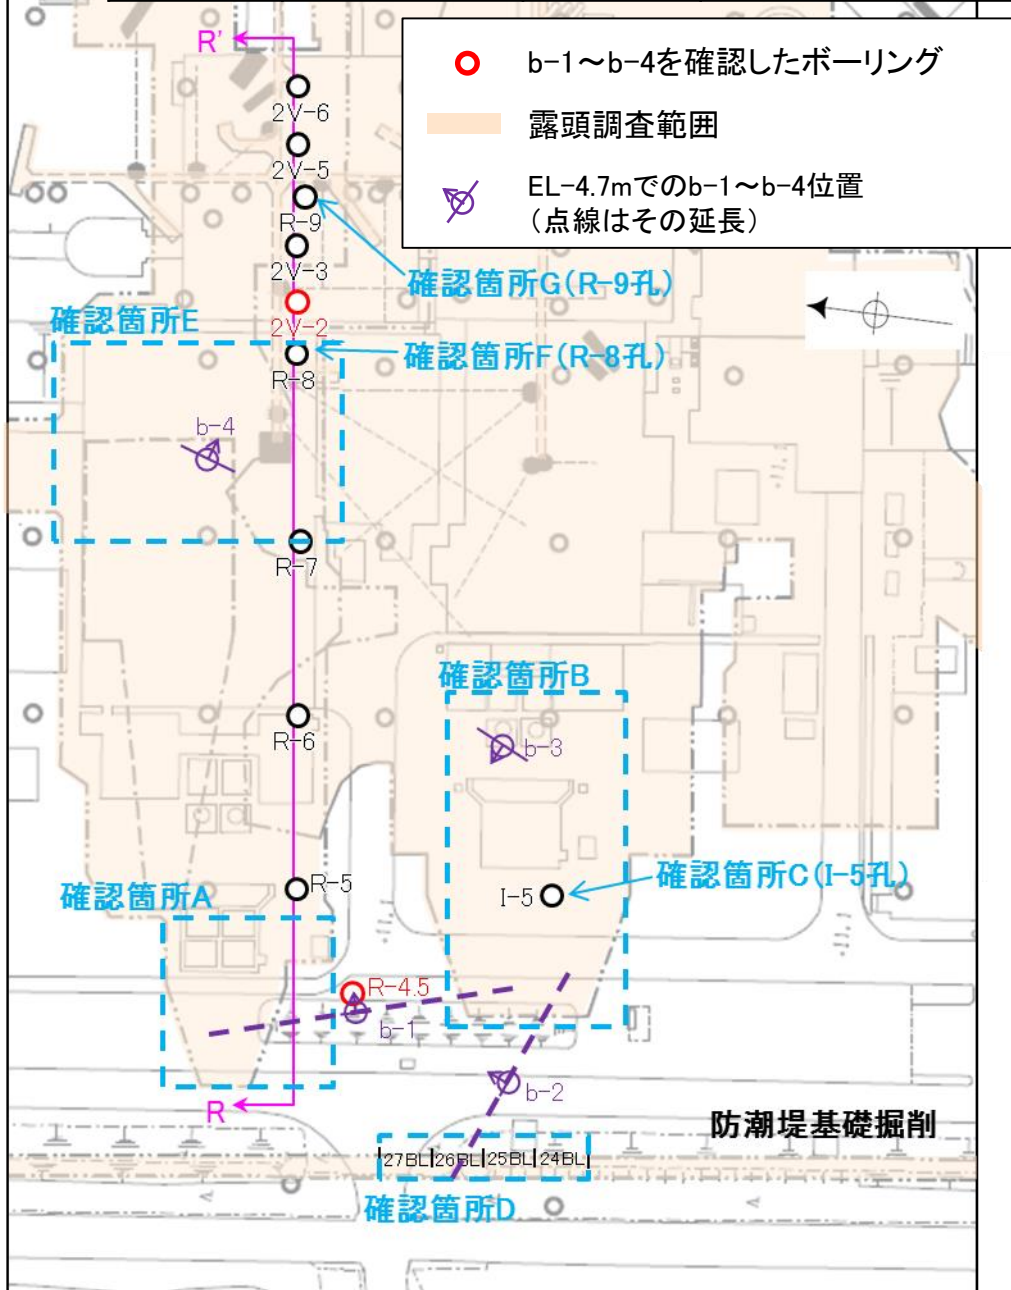 b-1～b-4を確認したボーリング
露頭調査範囲
EL-4.7mでのb-1～b-4位置
（点線はその延長）
R'
2V-6
2V-5
R-9
2V-3
確認箇所G(R-9孔)
確認箇所E
2V-2
確認箇所F(R-8孔)
R-8
b-4
R-7
確認箇所B
R-6
b-3
R-5
確認箇所C(I-5孔)
I-5
確認箇所A
R-4.5
b-1
b-2
R
防潮堤基礎掘削
27BL 26BL 25BL 24BL
確認箇所D